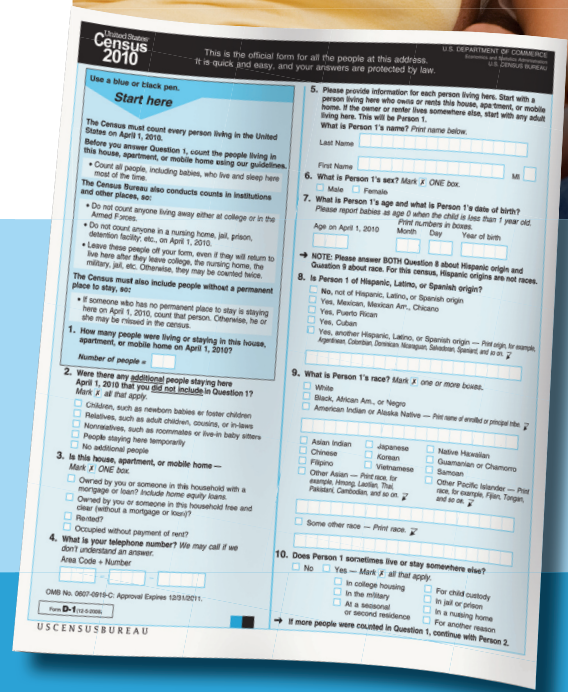 United States®
Census
2010
This is the official form for all the people at this address.
It is quick and easy, and your answers are protected by law.
U.S. DEPARTMENT OF COMMERCE
Economics and Statistics Administration
U.S. CENSUS BUREAU
Use a blue or black pen.
Start here
The Census must count every person living in the United
States on April 1, 2010.
Before you answer Question 1, count the people living in
this house, apartment, or mobile home using our guidelines.
• Count all people, including babies, who live and sleep here
most of the time.
The Census Bureau also conducts counts in institutions
and other places, so:
• Do not count anyone living away either at college or in the
Armed Forces.
• Do not count anyone in a nursing home, jail, prison,
detention facility, etc., on April 1, 2010.
• Leave these people off your form, even if they will return to
live here after they leave college, the nursing home, the
military, jail, etc. Otherwise, they may be counted twice.
The Census must also include people without a permanent
place to stay, so:
• If someone who has no permanent place to stay is staying
here on April 1, 2010, count that person. Otherwise, he or
she may be missed in the census.
1. How many people were living or staying in this house,
apartment, or mobile home on April 1, 2010?
Number of people =
2. Were there any additional people staying here
April 1, 2010 that you did not include in Question 1?
Mark X all that apply.
Children, such as newborn babies or foster children
Relatives, such as adult children, cousins, or in-laws
Nonrelatives, such as roommates or live-in baby sitters
People staying here temporarily
No additional people
3. Is this house, apartment, or mobile home —
Mark X ONE box.
Owned by you or someone in this household with a
mortgage or loan? Include home equity loans.
Owned by you or someone in this household free and
clear (without a mortgage or loan)?
Rented?
Occupied without payment of rent?
4. What is your telephone number? We may call if we
don't understand an answer.
Area Code + Number
OMB No. 0607-0919-C: Approval Expires 12/31/2011.
Form D-1 (12-5-2008)
USCENSUSBUREAU
5. Please provide information for each person living here. Start with a
person living here who owns or rents this house, apartment, or mobile
home. If the owner or renter lives somewhere else, start with any adult
living here. This will be Person 1.
What is Person 1's name? Print name below.
Last Name
First Name
MI
6. What is Person 1's sex? Mark X ONE box.
Male Female
7. What is Person 1's age and what is Person 1's date of birth?
Please report babies as age 0 when the child is less than 1 year old.
Print numbers in boxes.
Age on April 1, 2010 Month Day Year of birth
→ NOTE: Please answer BOTH Question 8 about Hispanic origin and
Question 9 about race. For this census, Hispanic origins are not races.
8. Is Person 1 of Hispanic, Latino, or Spanish origin?
No, not of Hispanic, Latino, or Spanish origin
Yes, Mexican, Mexican Am., Chicano
Yes, Puerto Rican
Yes, Cuban
Yes, another Hispanic, Latino, or Spanish origin — Print origin, for example,
Argentinean, Colombian, Dominican, Nicaraguan, Salvadoran, Spaniard, and so on.
9. What is Person 1's race? Mark X one or more boxes.
White
Black, African Am., or Negro
American Indian or Alaska Native — Print name of enrolled or principal tribe.
Asian Indian Japanese Native Hawaiian
Chinese Korean Guamanian or Chamorro
Filipino Vietnamese Samoan
Other Asian — Print race, for
example, Hmong, Laotian, Thai,
Pakistani, Cambodian, and so on.
Other Pacific Islander — Print
race, for example, Fijian, Tongan,
and so on.
Some other race — Print race.
10. Does Person 1 sometimes live or stay somewhere else?
No Yes — Mark X all that apply.
In college housing For child custody
In the military In jail or prison
At a seasonal In a nursing home
or second residence For another reason
→ If more people were counted in Question 1, continue with Person 2.